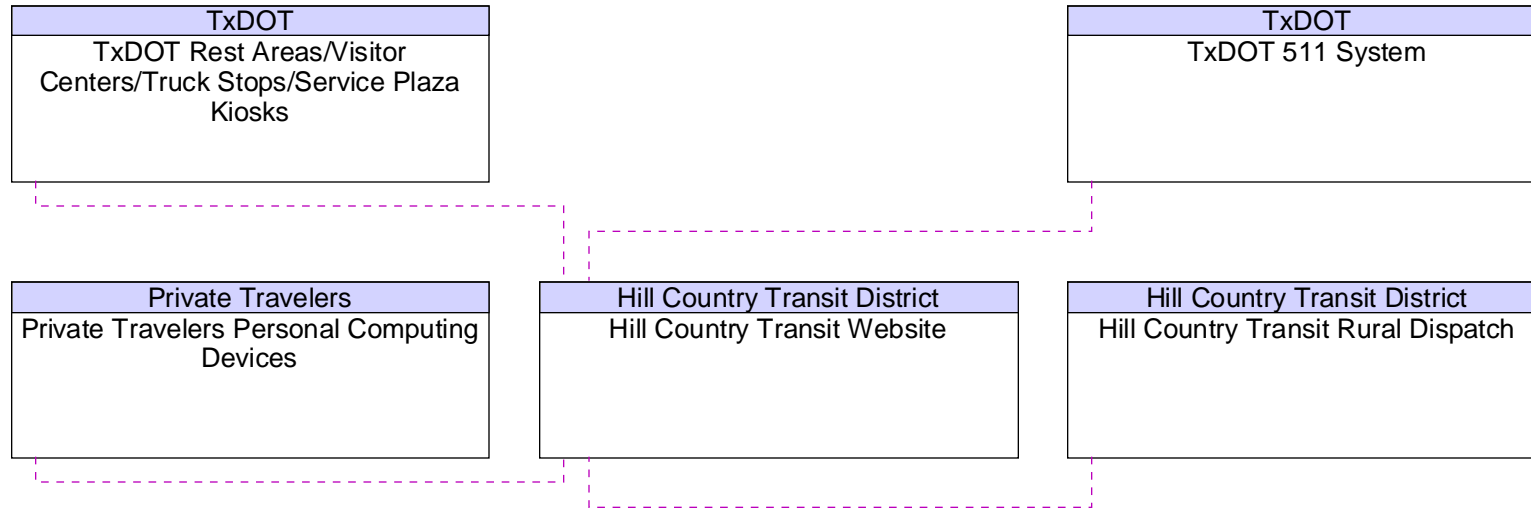 TxDOT
TxDOT Rest Areas/Visitor
Centers/Truck Stops/Service Plaza
Kiosks
TxDOT
TxDOT 511 System
Private Travelers
Private Travelers Personal Computing
Devices
Hill Country Transit District
Hill Country Transit Website
Hill Country Transit District
Hill Country Transit Rural Dispatch